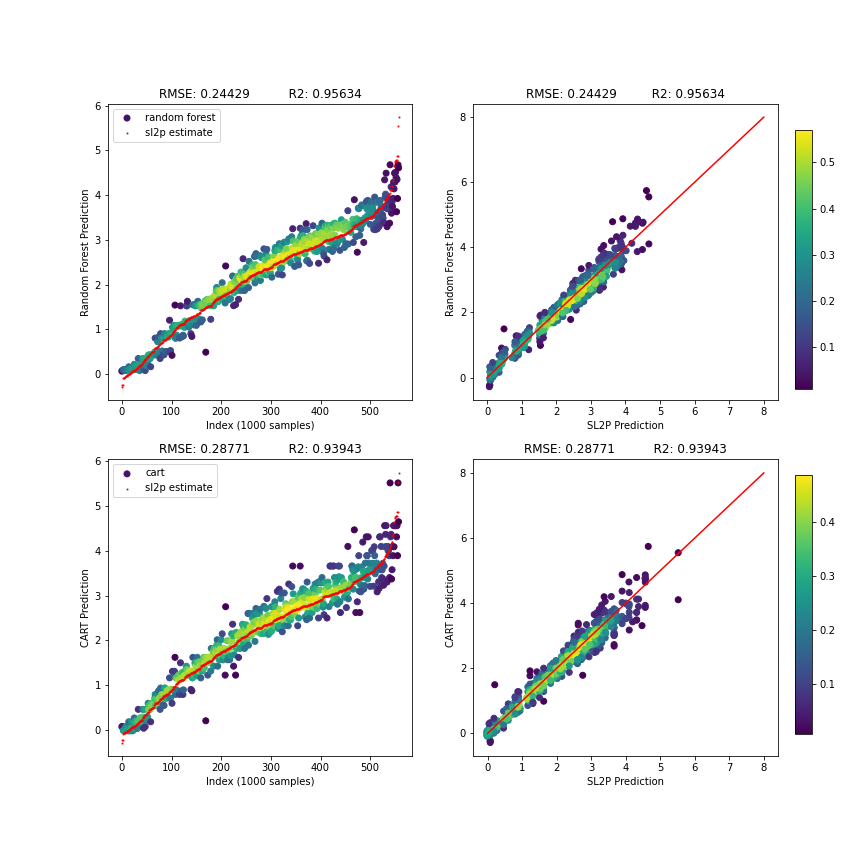 RMSE: 0.24429 R2: 0.95634
random forest
sl2p estimate
Random Forest Prediction
6
5
4
3
2
1
0
0 100 200 300 400 500
Index (1000 samples)
RMSE: 0.24429 R2: 0.95634
Random Forest Prediction
8
6
4
2
0
0 1 2 3 4 5 6 7 8
SL2P Prediction
0.5
0.4
0.3
0.2
0.1
RMSE: 0.28771 R2: 0.93943
cart
sl2p estimate
CART Prediction
6
5
4
3
2
1
0
0 100 200 300 400 500
Index (1000 samples)
RMSE: 0.28771 R2: 0.93943
CART Prediction
8
6
4
2
0
0 1 2 3 4 5 6 7 8
SL2P Prediction
0.4
0.3
0.2
0.1